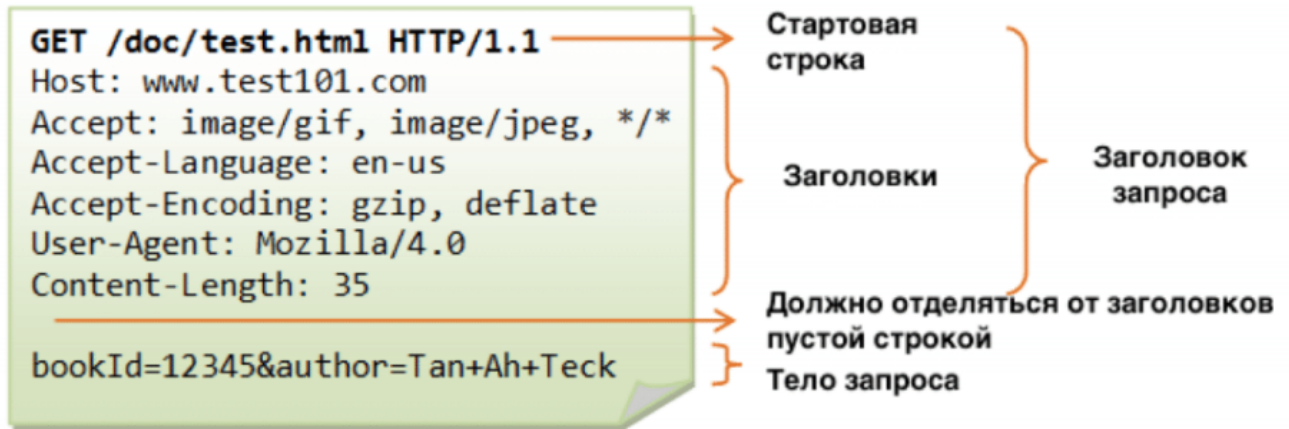 GET /doc/test.html HTTP/1.1
Host: www.test101.com
Accept: image/gif, image/jpeg, */*
Accept-Language: en-us
Accept-Encoding: gzip, deflate
User-Agent: Mozilla/4.0
Content-Length: 35
bookId=12345&author=Tan+Ah+Teck
Стартовая
строка
Заголовки
Заголовок
запроса
Должно отделяться от заголовков
пустой строкой
Тело запроса